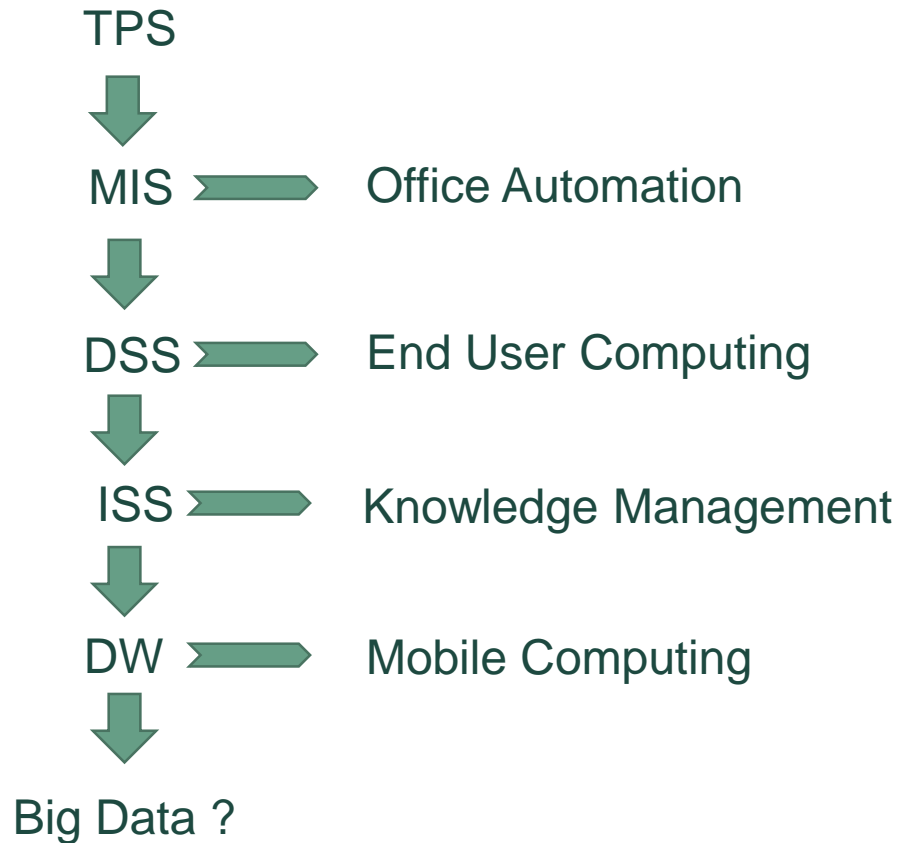 TPS
MIS Office Automation
DSS End User Computing
ISS Knowledge Management
DW Mobile Computing
Big Data ?